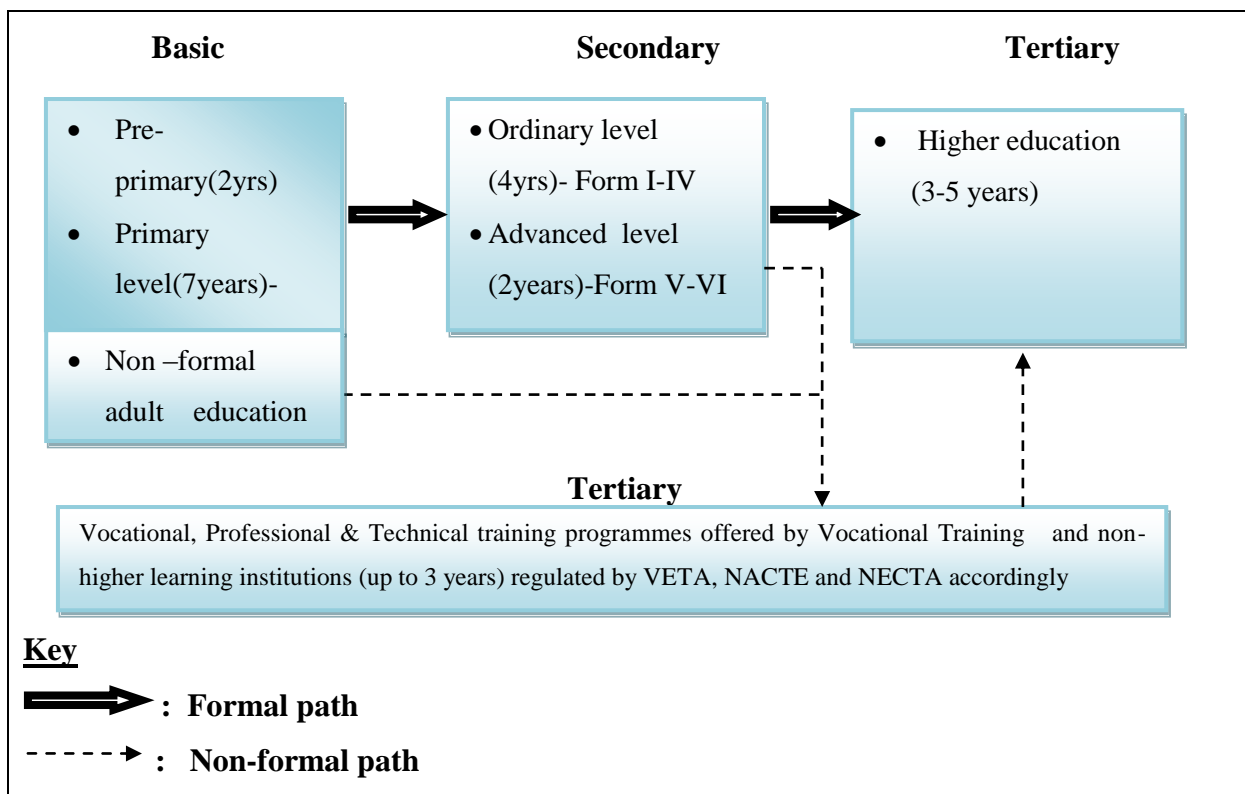 Basic
Secondary
Tertiary
• Pre-
primary(2yrs)
• Primary
level(7years)-
• Non –formal
adult education
• Ordinary level
(4yrs)- Form I-IV
• Advanced level
(2years)-Form V-VI
• Higher education
(3-5 years)
Tertiary
Vocational, Professional & Technical training programmes offered by Vocational Training and non-
higher learning institutions (up to 3 years) regulated by VETA, NACTE and NECTA accordingly
Key
: Formal path
: Non-formal path